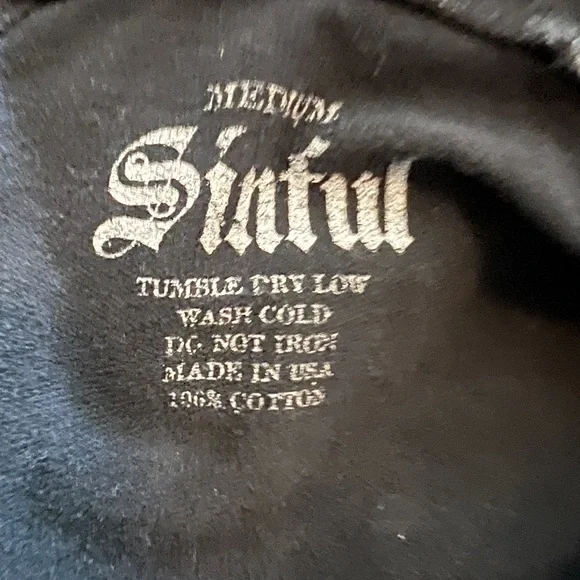 MEDIUM
Sinful
TUMBLE DRY LOW
WASH COLD
DO NOT IRON
MADE IN USA
100% COTTON